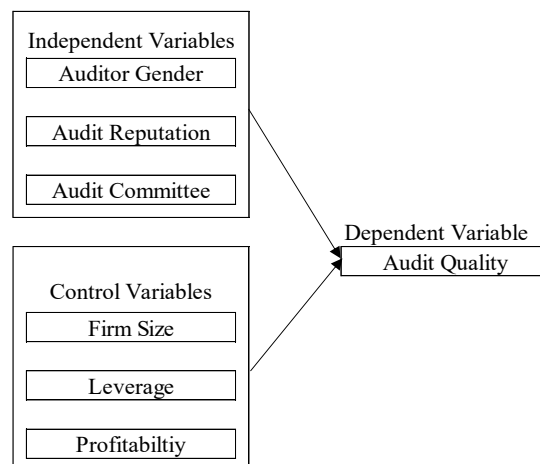 Independent Variables
Auditor Gender
Audit Reputation
Audit Committee
Dependent Variable
Audit Quality
Control Variables
Firm Size
Leverage
Profitabiltiy